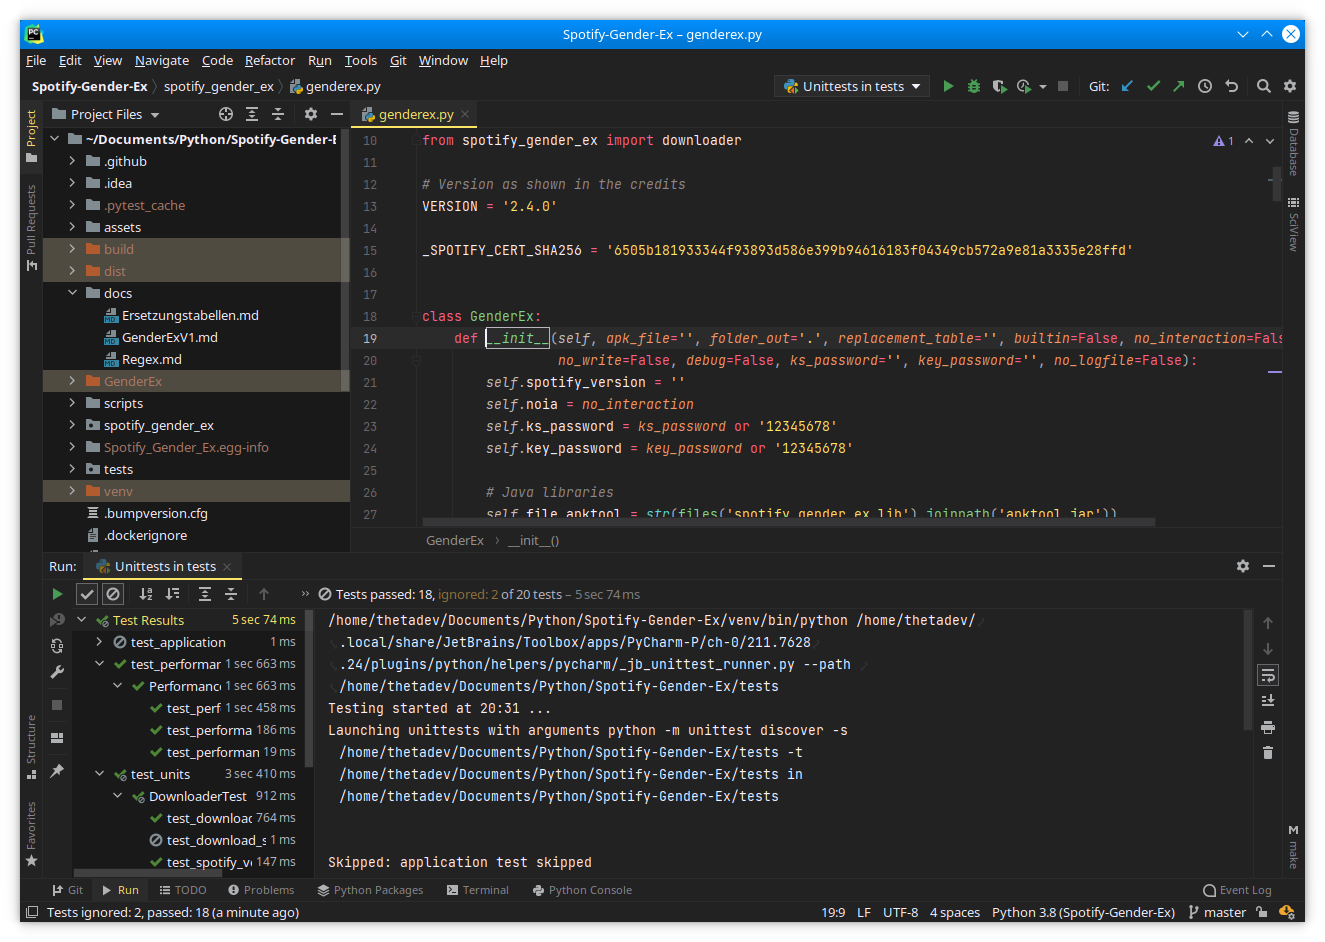 PC
Spotify-Gender-Ex – genderex.py
File Edit View Navigate Code Refactor Run Tools Git Window Help
Spotify-Gender-Ex spotify_gender_ex genderex.py
Unittests in tests Git:
Project
Pull Requests
Structure
Favorites
Project Files
~/Documents/Python/Spotify-Gender-E
.github
.idea
.pytest_cache
assets
build
dist
docs
Ersetzungstabellen.md
GenderExV1.md
Regex.md
GenderEx
scripts
spotify_gender_ex
Spotify_Gender_Ex.egg-info
tests
venv
.bumpversion.cfg
.dockerignore
genderex.py
1
10 from spotify_gender_ex import downloader
11
12 # Version as shown in the credits
13 VERSION = '2.4.0'
14
15 _SPOTIFY_CERT_SHA256 = '6505b181933344f93893d586e399b94616183f04349cb572a9e81a3335e28ffd'
16
17
18 class GenderEx:
19 def __init__(self, apk_file='', folder_out='.', replacement_table='', builtin=False, no_interaction=Fals
20 no_write=False, debug=False, ks_password='', key_password='', no_logfile=False):
21 self.spotify_version = ''
22 self.noia = no_interaction
23 self.ks_password = ks_password or '12345678'
24 self.key_password = key_password or '12345678'
25
26 # Java libraries
27 self.file_apktool = str(files('spotify_gender_ex.lib').joinpath('apktool.jar'))
GenderEx › __init__()
Database
SciView
make
Run: Unittests in tests
» Tests passed: 18, ignored: 2 of 20 tests – 5 sec 74 ms
Test Results 5 sec 74 ms
test_application 1 ms
test_performar 1 sec 663 ms
Performanc 1 sec 663 ms
test_perf 1 sec 458 ms
test_performa 186 ms
test_performan 19 ms
test_units 3 sec 410 ms
DownloaderTest 912 ms
test_downloac 764 ms
test_download_s 1 ms
test_spotify_ve 147 ms
/home/thetadev/Documents/Python/Spotify-Gender-Ex/venv/bin/python /home/thetadev/
.local/share/JetBrains/Toolbox/apps/PyCharm-P/ch-0/211.7628
.24/plugins/python/helpers/pycharm/_jb_unittest_runner.py --path
/home/thetadev/Documents/Python/Spotify-Gender-Ex/tests
Testing started at 20:31 ...
Launching unittests with arguments python -m unittest discover -s
/home/thetadev/Documents/Python/Spotify-Gender-Ex/tests -t
/home/thetadev/Documents/Python/Spotify-Gender-Ex/tests in
/home/thetadev/Documents/Python/Spotify-Gender-Ex/tests
Skipped: application test skipped
Git Run TODO Problems Python Packages Terminal Python Console Event Log
Tests ignored: 2, passed: 18 (a minute ago) 19:9 LF UTF-8 4 spaces Python 3.8 (Spotify-Gender-Ex) master